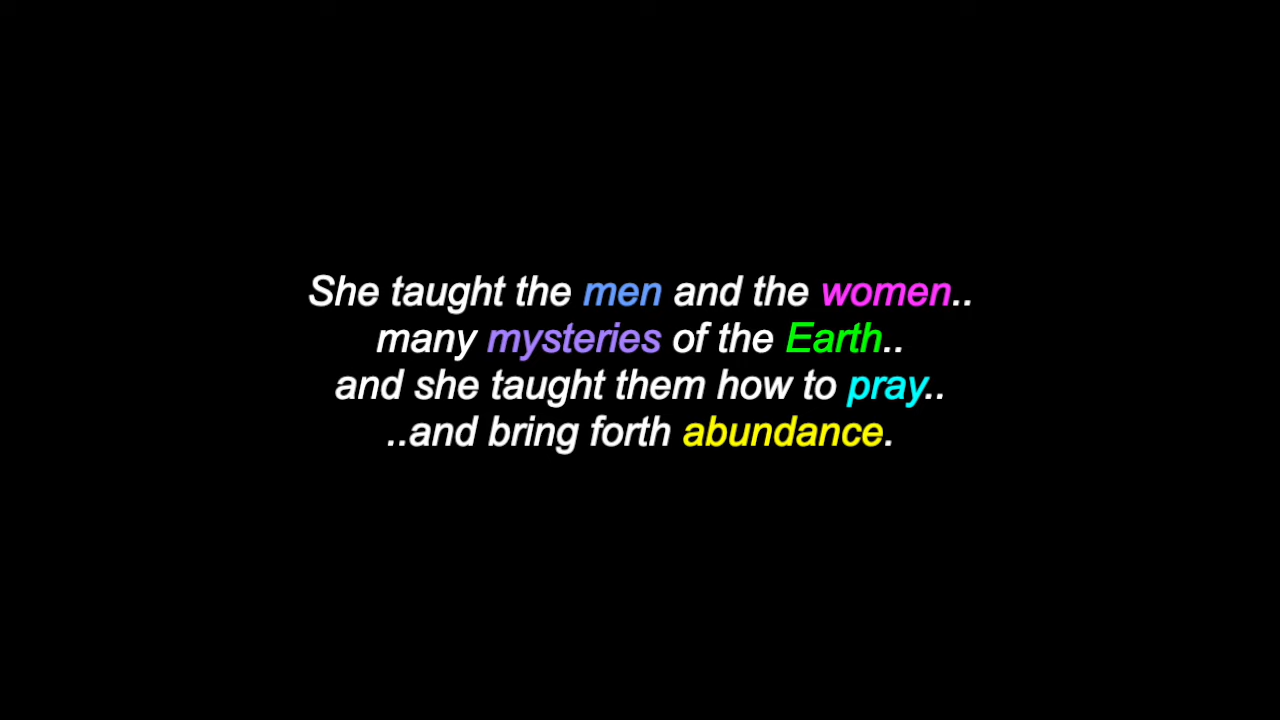 She taught the men and the women..
many mysteries of the Earth..
and she taught them how to pray..
..and bring forth abundance.